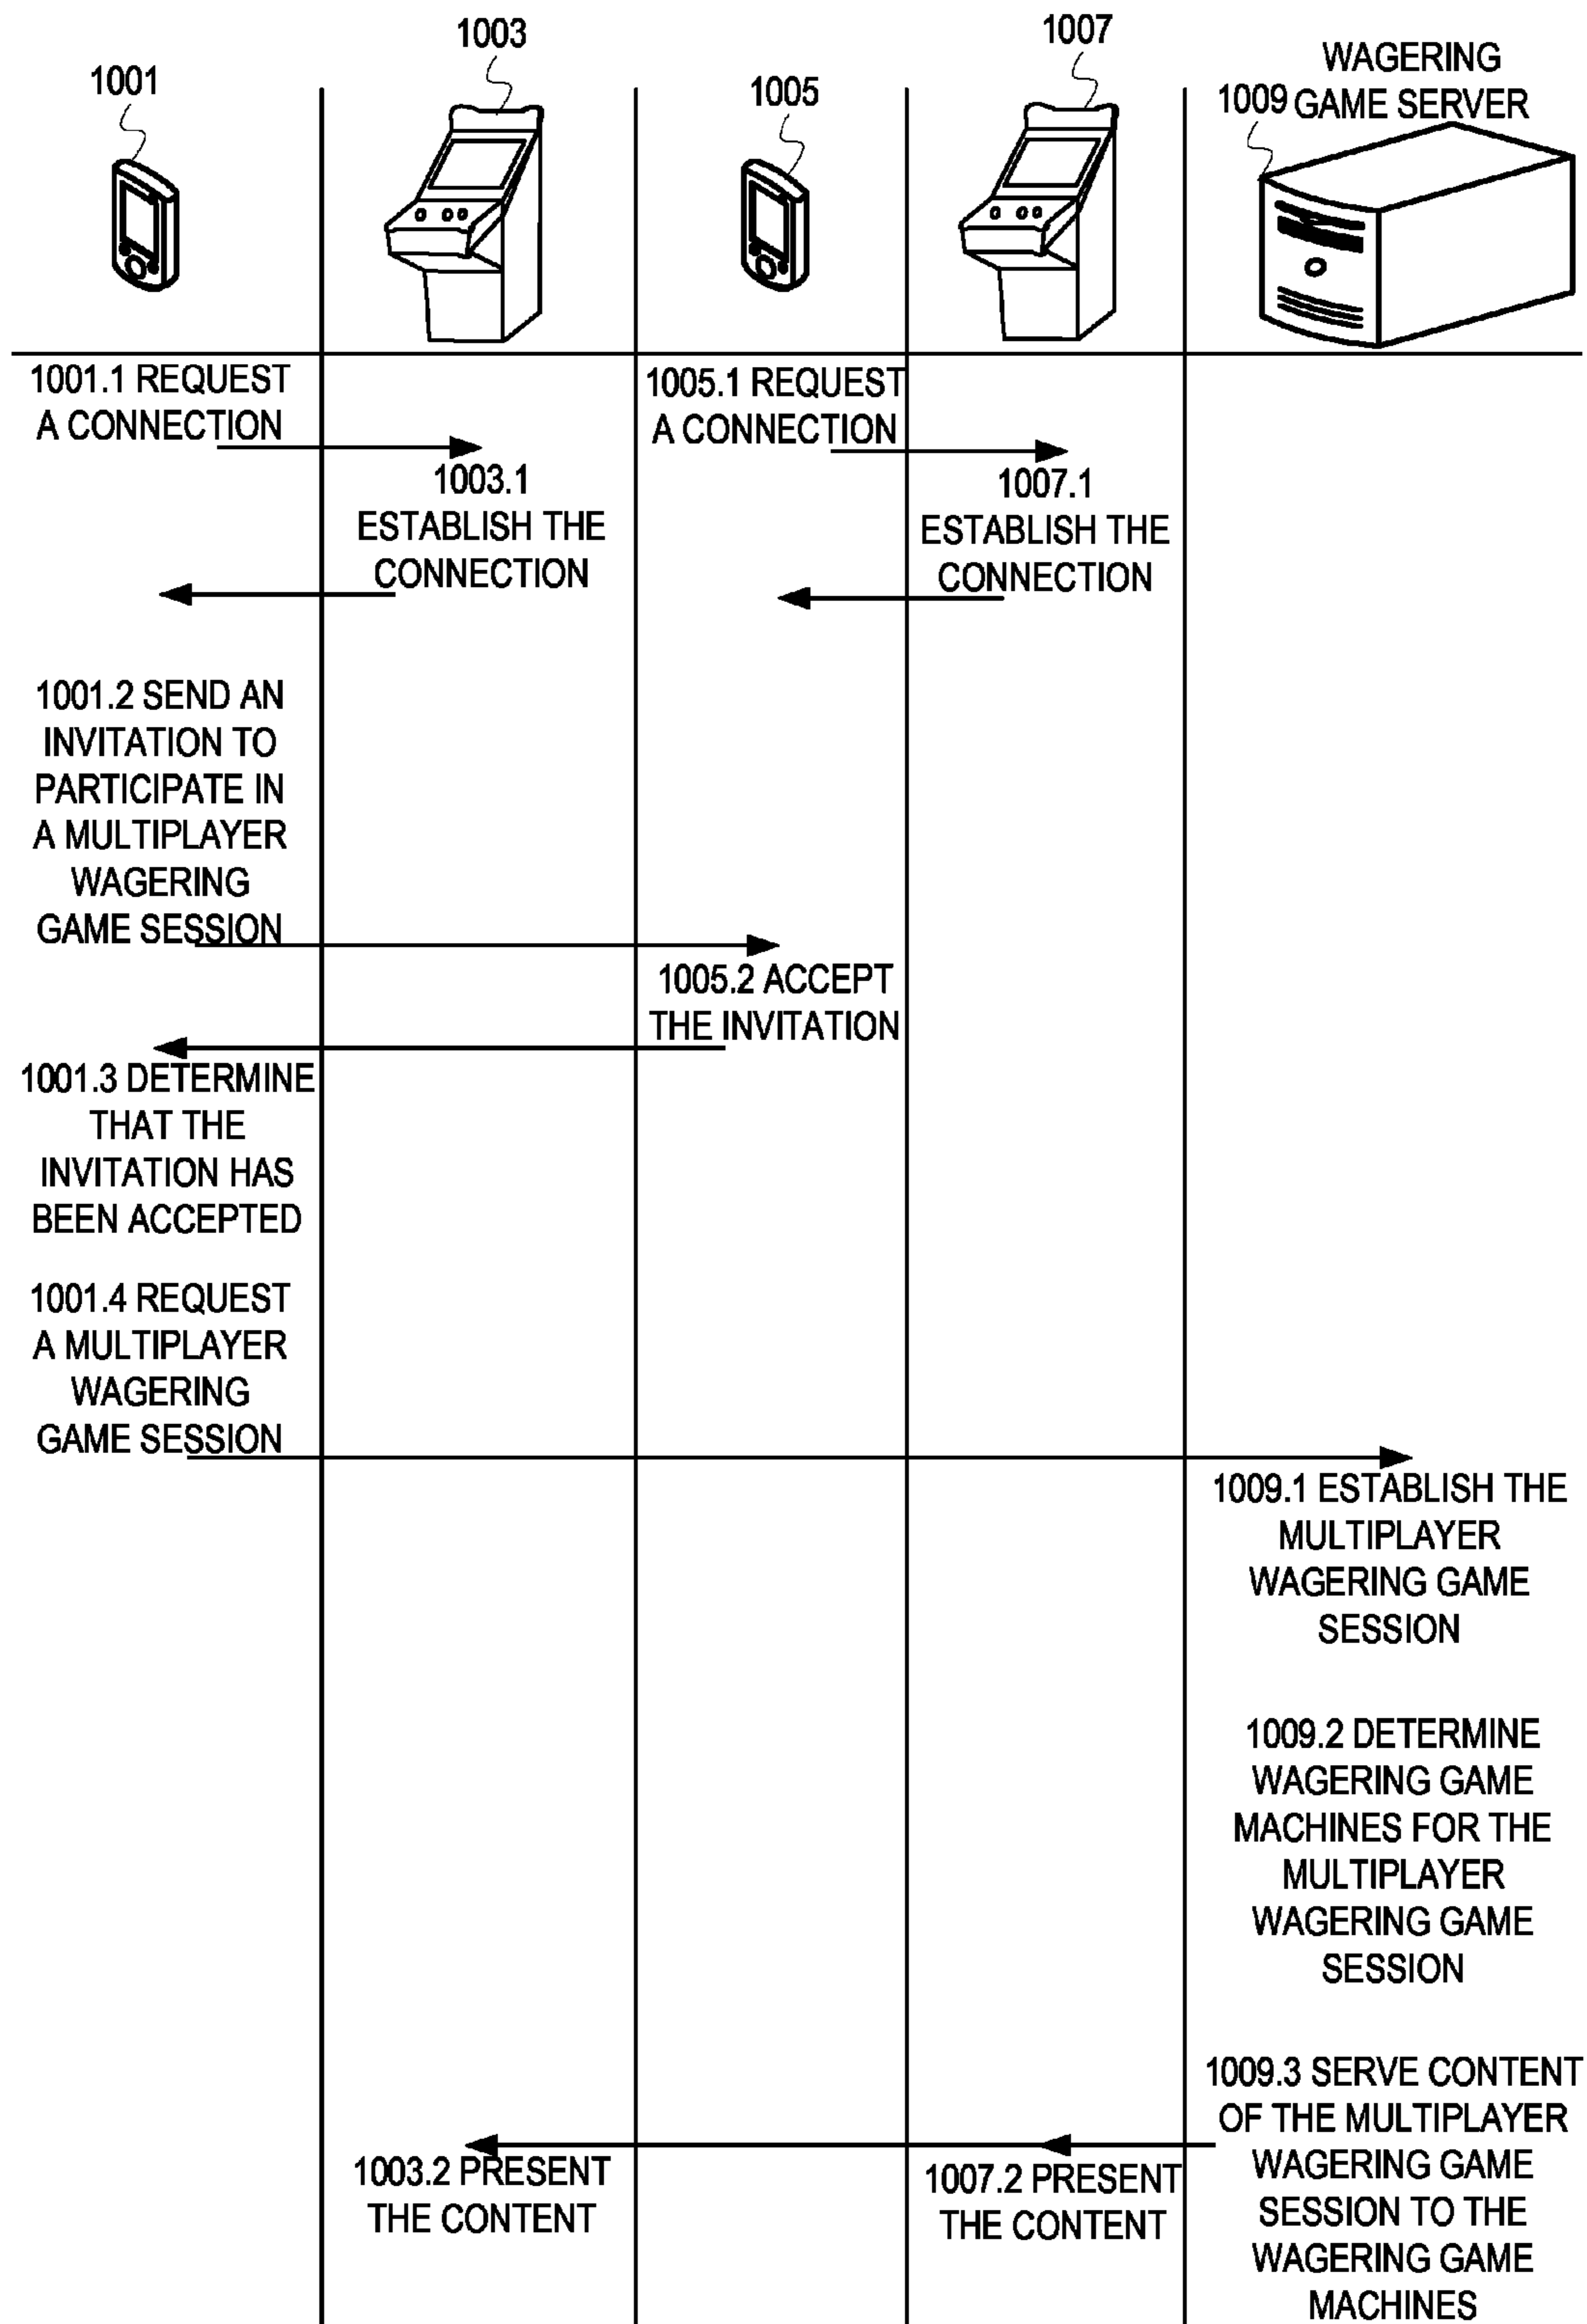 1001
1003
1005
1007
WAGERING
1009 GAME SERVER
1001.1 REQUEST
A CONNECTION
1005.1 REQUEST
A CONNECTION
1003.1
ESTABLISH THE
CONNECTION
1007.1
ESTABLISH THE
CONNECTION
1001.2 SEND AN
INVITATION TO
PARTICIPATE IN
A MULTIPLAYER
WAGERING
GAME SESSION
1005.2 ACCEPT
THE INVITATION
1001.3 DETERMINE
THAT THE
INVITATION HAS
BEEN ACCEPTED
1001.4 REQUEST
A MULTIPLAYER
WAGERING
GAME SESSION
1009.1 ESTABLISH THE
MULTIPLAYER
WAGERING GAME
SESSION
1009.2 DETERMINE
WAGERING GAME
MACHINES FOR THE
MULTIPLAYER
WAGERING GAME
SESSION
1009.3 SERVE CONTENT
OF THE MULTIPLAYER
WAGERING GAME
SESSION TO THE
WAGERING GAME
MACHINES
1003.2 PRESENT
THE CONTENT
1007.2 PRESENT
THE CONTENT